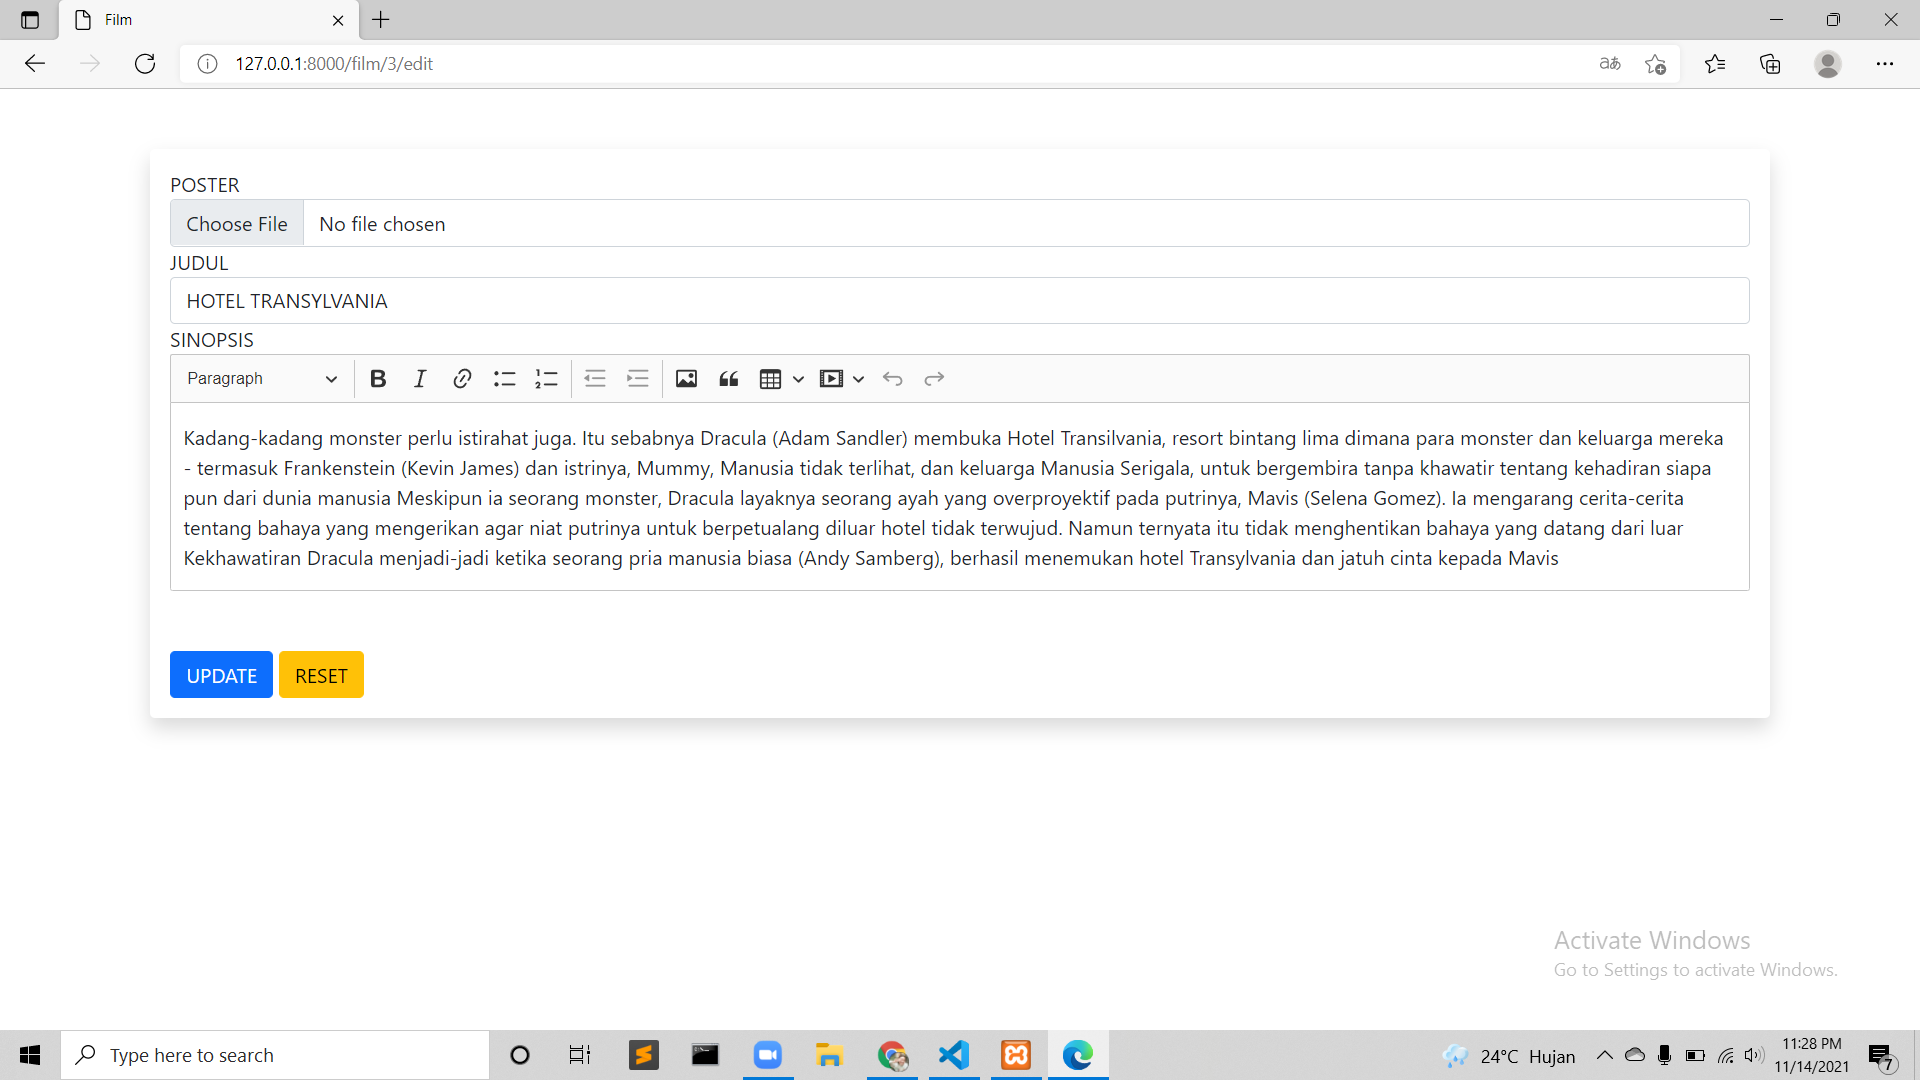 Film
127.0.0.1:8000/film/3/edit
POSTER
Choose File No file chosen
JUDUL
HOTEL TRANSYLVANIA
SINOPSIS
Paragraph
Kadang-kadang monster perlu istirahat juga. Itu sebabnya Dracula (Adam Sandler) membuka Hotel Transilvania, resort bintang lima dimana para monster dan keluarga mereka
- termasuk Frankenstein (Kevin James) dan istrinya, Mummy, Manusia tidak terlihat, dan keluarga Manusia Serigala, untuk bergembira tanpa khawatir tentang kehadiran siapa
pun dari dunia manusia Meskipun ia seorang monster, Dracula layaknya seorang ayah yang overproyektif pada putrinya, Mavis (Selena Gomez). Ia mengarang cerita-cerita
tentang bahaya yang mengerikan agar niat putrinya untuk berpetualang diluar hotel tidak terwujud. Namun ternyata itu tidak menghentikan bahaya yang datang dari luar
Kekhawatiran Dracula menjadi-jadi ketika seorang pria manusia biasa (Andy Samberg), berhasil menemukan hotel Transylvania dan jatuh cinta kepada Mavis
UPDATE RESET
Activate Windows
Go to Settings to activate Windows.
Type here to search
24°C Hujan
11:28 PM
11/14/2021
7